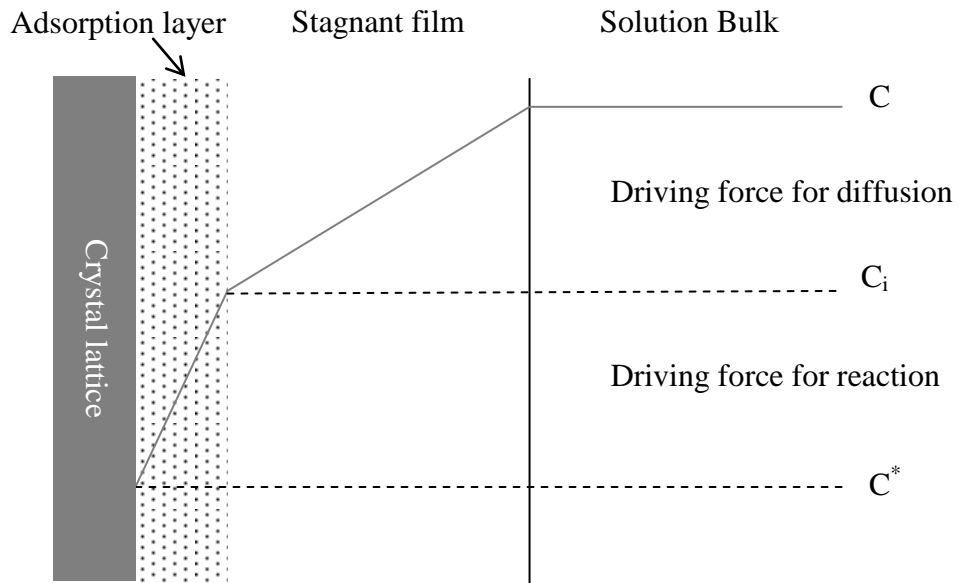 Adsorption layer
Stagnant film
Solution Bulk
C
Driving force for diffusion
Crystal lattice
Cᵢ
Driving force for reaction
C*